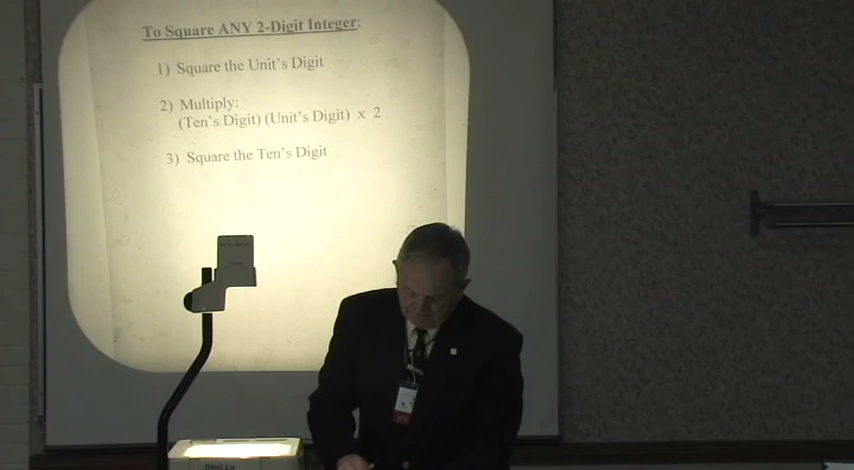 To Square ANY 2-Digit Integer:
1) Square the Unit's Digit
2) Multiply:
(Ten's Digit) (Unit's Digit) x 2
3) Square the Ten's Digit